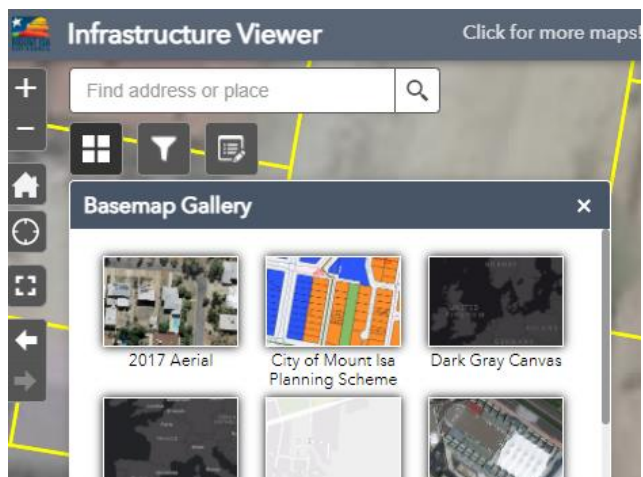 Infrastructure Viewer
Click for more maps!
Find address or place
Basemap Gallery
2017 Aerial
City of Mount Isa
Planning Scheme
Dark Gray Canvas